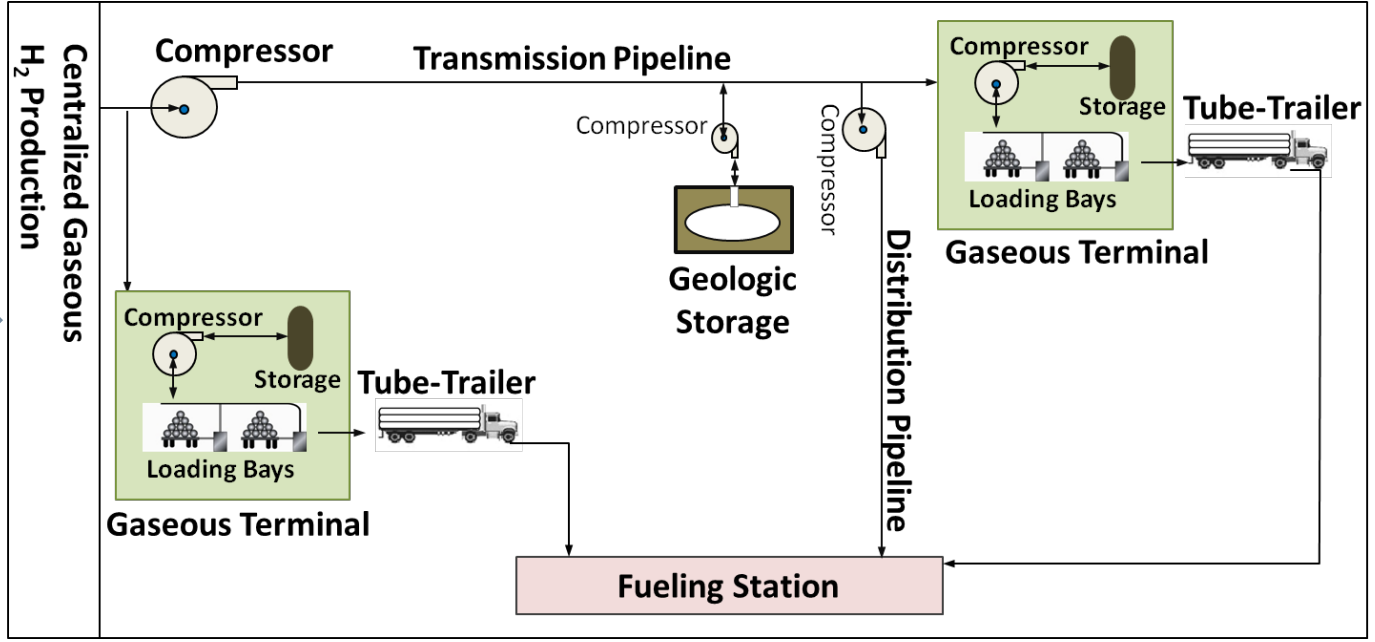 Centralized Gaseous
H2 Production
Compressor
Transmission Pipeline
Compressor
Storage
Loading Bays
Gaseous Terminal
Tube-Trailer
Compressor
Geologic
Storage
Compressor
Distribution Pipeline
Compressor
Storage
Loading Bays
Gaseous Terminal
Tube-Trailer
Fueling Station